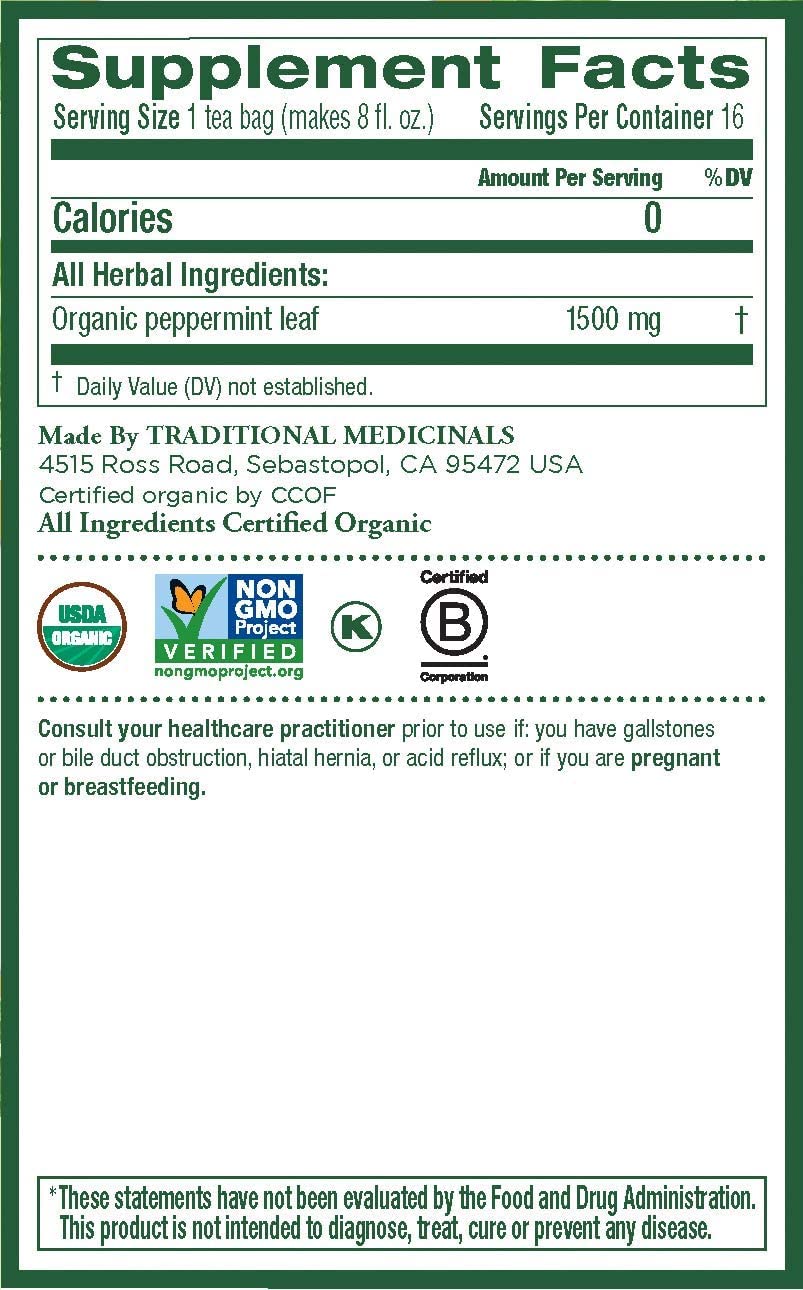 Supplement Facts
Serving Size 1 tea bag (makes 8 fl. oz.) Servings Per Container 16
Amount Per Serving %DV
Calories 0
All Herbal Ingredients:
Organic peppermint leaf 1500 mg †
† Daily Value (DV) not established.
Made By TRADITIONAL MEDICINALS
4515 Ross Road, Sebastopol, CA 95472 USA
Certified organic by CCOF
All Ingredients Certified Organic
USDA
ORGANIC
NON
GMO
Project
VERIFIED
nongmoproject.org
K
Certified
B
Corporation
Consult your healthcare practitioner prior to use if: you have gallstones
or bile duct obstruction, hiatal hernia, or acid reflux; or if you are pregnant
or breastfeeding.
*These statements have not been evaluated by the Food and Drug Administration.
This product is not intended to diagnose, treat, cure or prevent any disease.